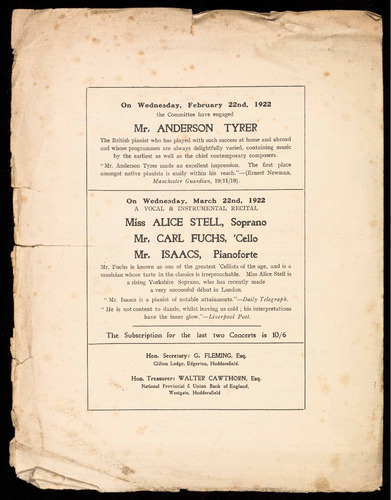 On Wednesday, February 22nd, 1922
the Committee have engaged
Mr. ANDERSON TYRER
The British pianist who has played with such success at home and abroad
and whose programmes are always delightfully varied, containing music
by the earliest as well as the chief contemporary composers.
"Mr. Anderson Tyrer made an excellent impression. The first place
amongst native pianists is easily within his reach."—(Ernest Newman,
Manchester Guardian, 19/11/19).
On Wednesday, March 22nd, 1922
A VOCAL & INSTRUMENTAL RECITAL
Miss ALICE STELL, Soprano
Mr. CARL FUCHS, 'Cello
Mr. ISAACS, Pianoforte
Mr. Fuchs is known as one of the greatest 'Cellists of the age, and is a
musician whose taste in the classics is irreproachable. Miss Alice Stell is
a rising Yorkshire Soprano, who has recently made
a very successful début in London.
"Mr. Isaacs is a pianist of notable attainments."—Daily Telegraph.
"He is not content to dazzle, whilst leaving us cold; his interpretations
have the inner glow."—Liverpool Post.
The Subscription for the last two Concerts is 10/6
Hon. Secretary: G. FLEMING, Esq.
Clifton Lodge, Edgerton, Huddersfield.
Hon. Treasurer: WALTER CAWTHORN, Esq.
National Provincial & Union Bank of England,
Westgate, Huddersfield